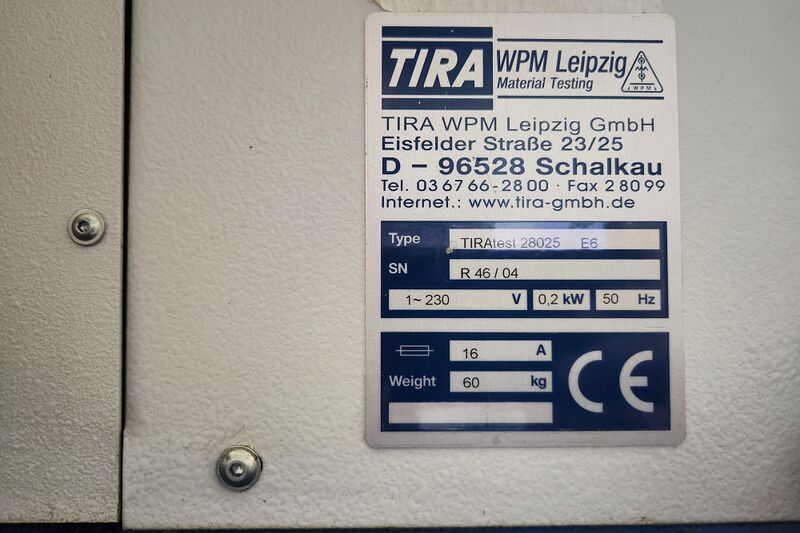 TIRA WPM Leipzig
Material Testing
WPM
TIRA WPM Leipzig GmbH
Eisfelder Straße 23/25
D – 96528 Schalkau
Tel. 03 67 66-28 00 · Fax 2 80 99
Internet.: www.tira-gmbh.de
Type TIRAtest 28025 E6
SN R 46 / 04
1~ 230 V 0,2 kW 50 Hz
16 A
Weight 60 kg
CE